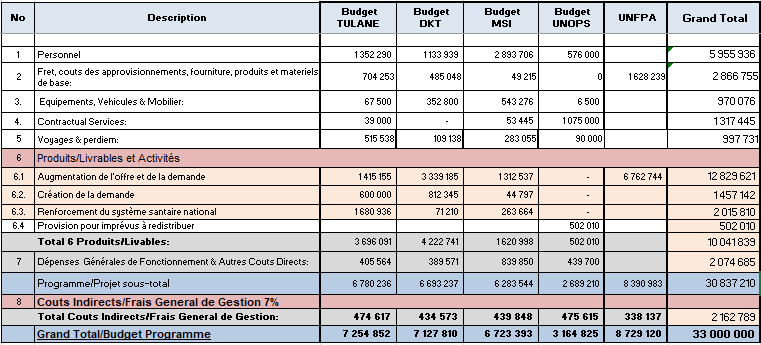 No Description Budget TULANE Budget DKT Budget MSI Budget UNOPS UNFPA Grand Total
1 Personnel 1 352 290 1133 939 2 893 706 576 000 5 955 936
2 Fret, couts des approvisionnements, fourniture, produits et materiels de base: 704 253 485 048 49 215 0 1 628 239 2 866 755
3. Equipements, Vehicules & Mobilier: 67 500 352 800 543 276 6 500 970 076
4. Contractual Services: 39 000 - 53 445 1 075 000 1 317 445
5 Voyages & perdiem: 515 538 109 138 283 055 90 000 997 731
6 Produits/Livrables et Activités
6.1 Augmentation de l'offre et de la demande 1 415 155 3 339 185 1 312 537 - 6 762 744 12 829 621
6.2. Création de la demande 600 000 812 345 44 797 - 1 457 142
6.3. Renforcement du système sanitaire national 1 680 936 71 210 263 664 - 2 015 810
6.4 Provision pour imprévus à redistribuer 502 010 502 010
Total 6 Produits/Livables: 3 696 091 4 222 741 1 620 998 502 010 10 041 839
7 Dépenses Générales de Fonctionnement & Autres Couts Directs: 405 564 389 571 839 850 439 700 2 074 685
Programme/Projet sous-total 6 780 236 6 693 237 6 283 544 2 689 210 8 390 983 30 837 210
8 Couts Indirects/Frais General de Gestion 7%
Total Couts Indirects/Frais General de Gestion: 474 617 434 573 439 848 475 615 338 137 2 162 789
Grand Total/Budget Programme 7 254 852 7 127 810 6 723 393 3 164 825 8 729 120 33 000 000